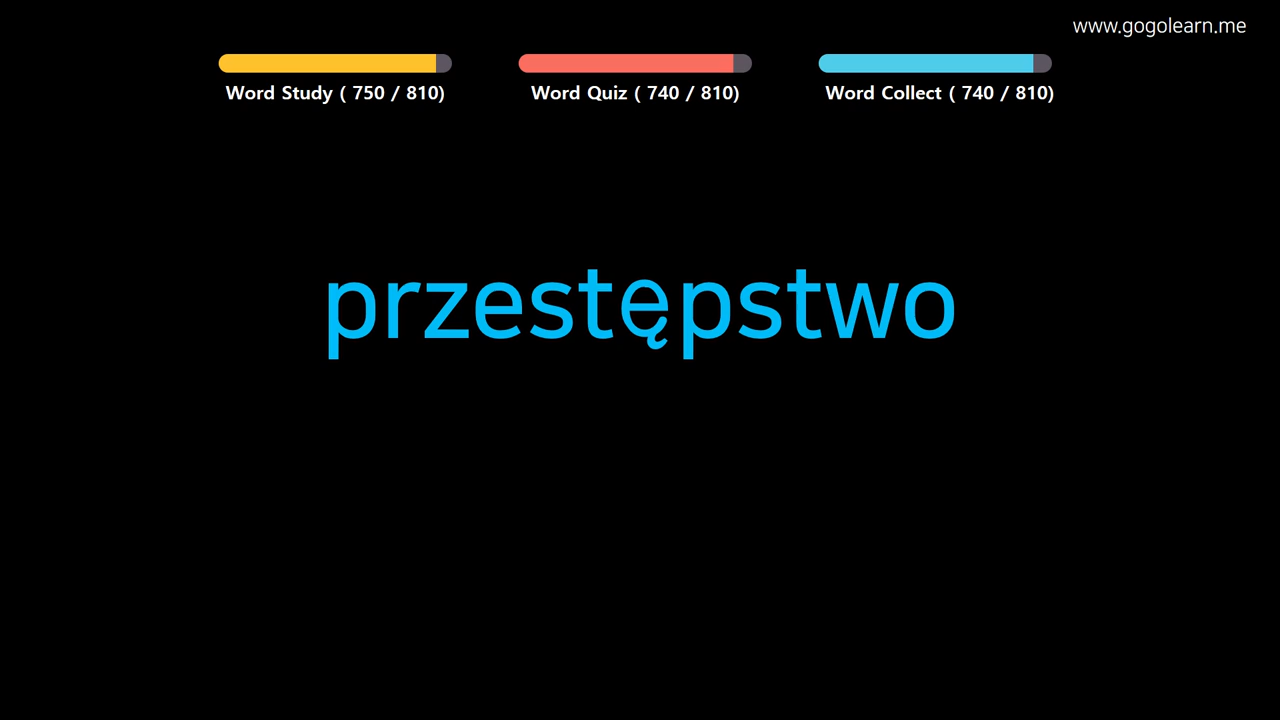 www.gogolearn.me
Word Study ( 750 / 810)
Word Quiz ( 740 / 810)
Word Collect ( 740 / 810)
przestępstwo